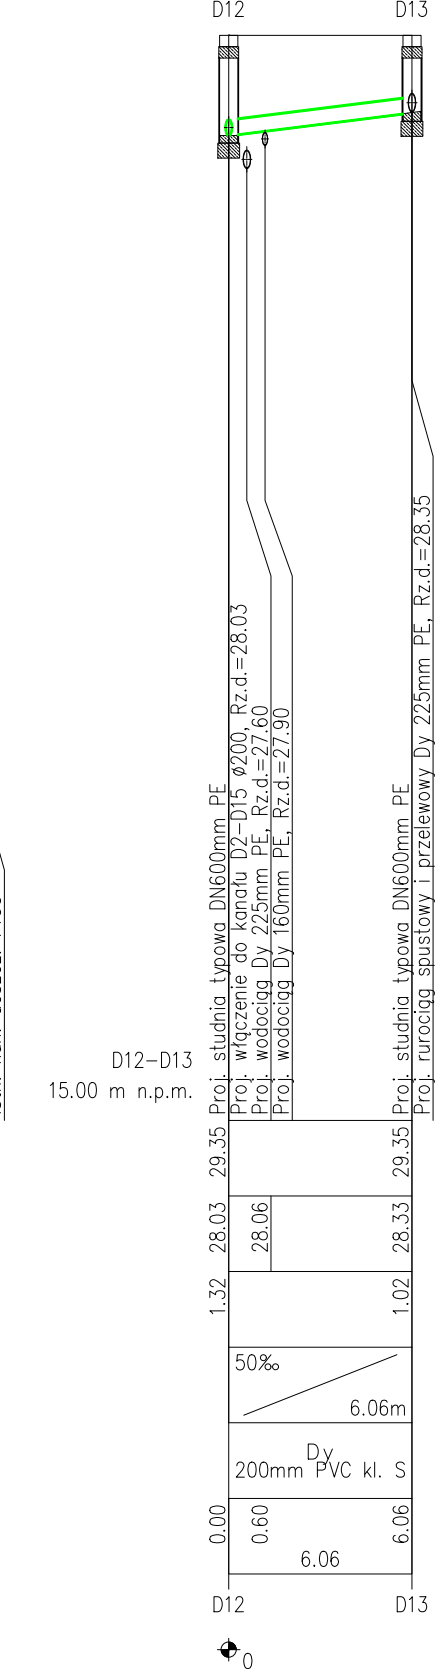 D12 D13
Proj. studnia typowa DN600mm PE
Proj. włączenie do kanału D2-D15 ø200, Rz.d.=28.03
Proj. wodociąg Dy 225mm PE, Rz.d.=27.60
Proj. wodociąg Dy 160mm PE, Rz.d.=27.90
Proj. studnia typowa DN600mm PE
Proj. rurociąg spustowy i przelewowy Dy 225mm PE, Rz.d.=28.35
D12-D13
15.00 m n.p.m.
29.35 29.35
28.03 28.06 28.33
1.32 1.02
50‰
6.06m
Dy
200mm PVC kl. S
0.00 0.60 6.06
6.06
D12 D13
0